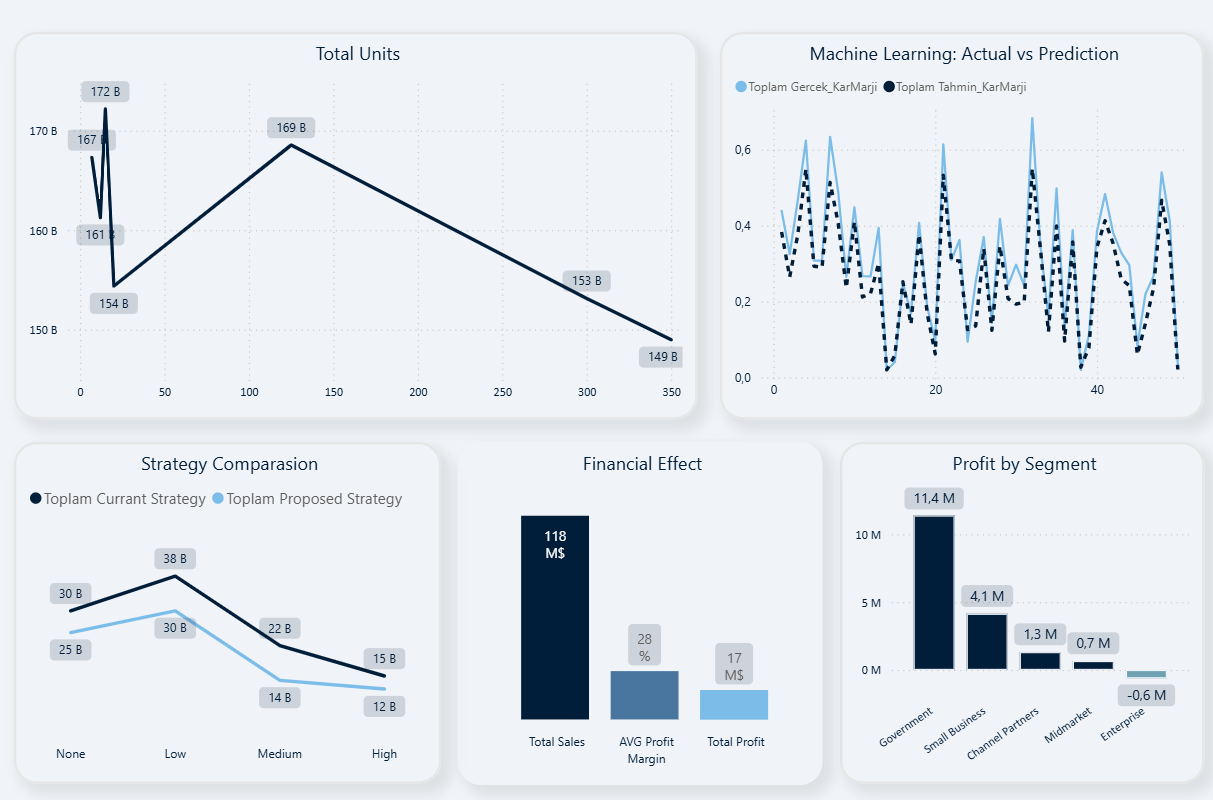 Total Units
172 B
170 B
167 B
169 B
160 B
161 B
154 B
153 B
150 B
149 B
0
50
100
150
200
250
300
350
Machine Learning: Actual vs Prediction
Toplam Gercek_KarMarji Toplam Tahmin_KarMarji
0,6
0,4
0,2
0,0
0
20
40
Strategy Comparasion
Toplam Currant Strategy Toplam Proposed Strategy
38 B
30 B
30 B
25 B
22 B
15 B
14 B
12 B
None
Low
Medium
High
Financial Effect
118
M$
28
%
17
M$
Total Sales
AVG Profit
Margin
Total Profit
Profit by Segment
11,4 M
10 M
4,1 M
5 M
1,3 M
0,7 M
0 M
-0,6 M
Government
Small Business
Channel Partners
Midmarket
Enterprise